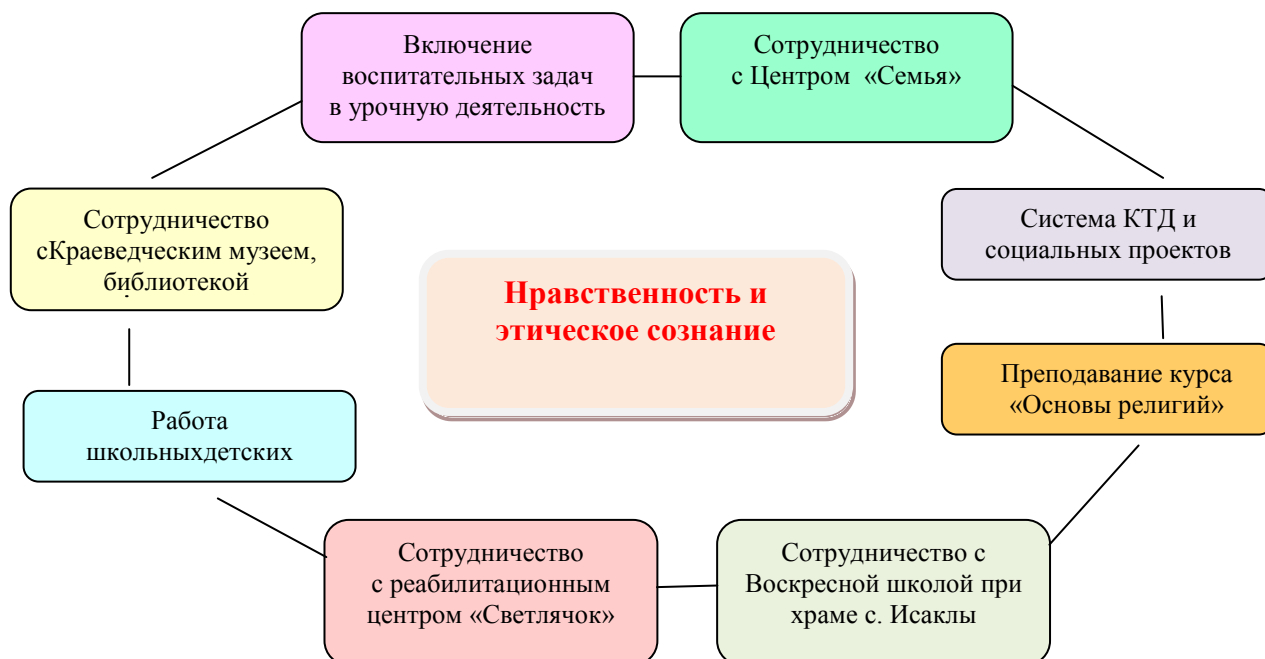 Включение
воспитательных задач
в урочную деятельность
Сотрудничество
с Центром «Семья»
Сотрудничество
сКраеведческим музеем,
библиотекой
Система КТД и
социальных проектов
Нравственность и
этическое сознание
Преподавание курса
«Основы религий»
Работа
школьныхдетских
Сотрудничество
с реабилитационным
центром «Светлячок»
Сотрудничество с
Воскресной школой при
храме с. Исаклы